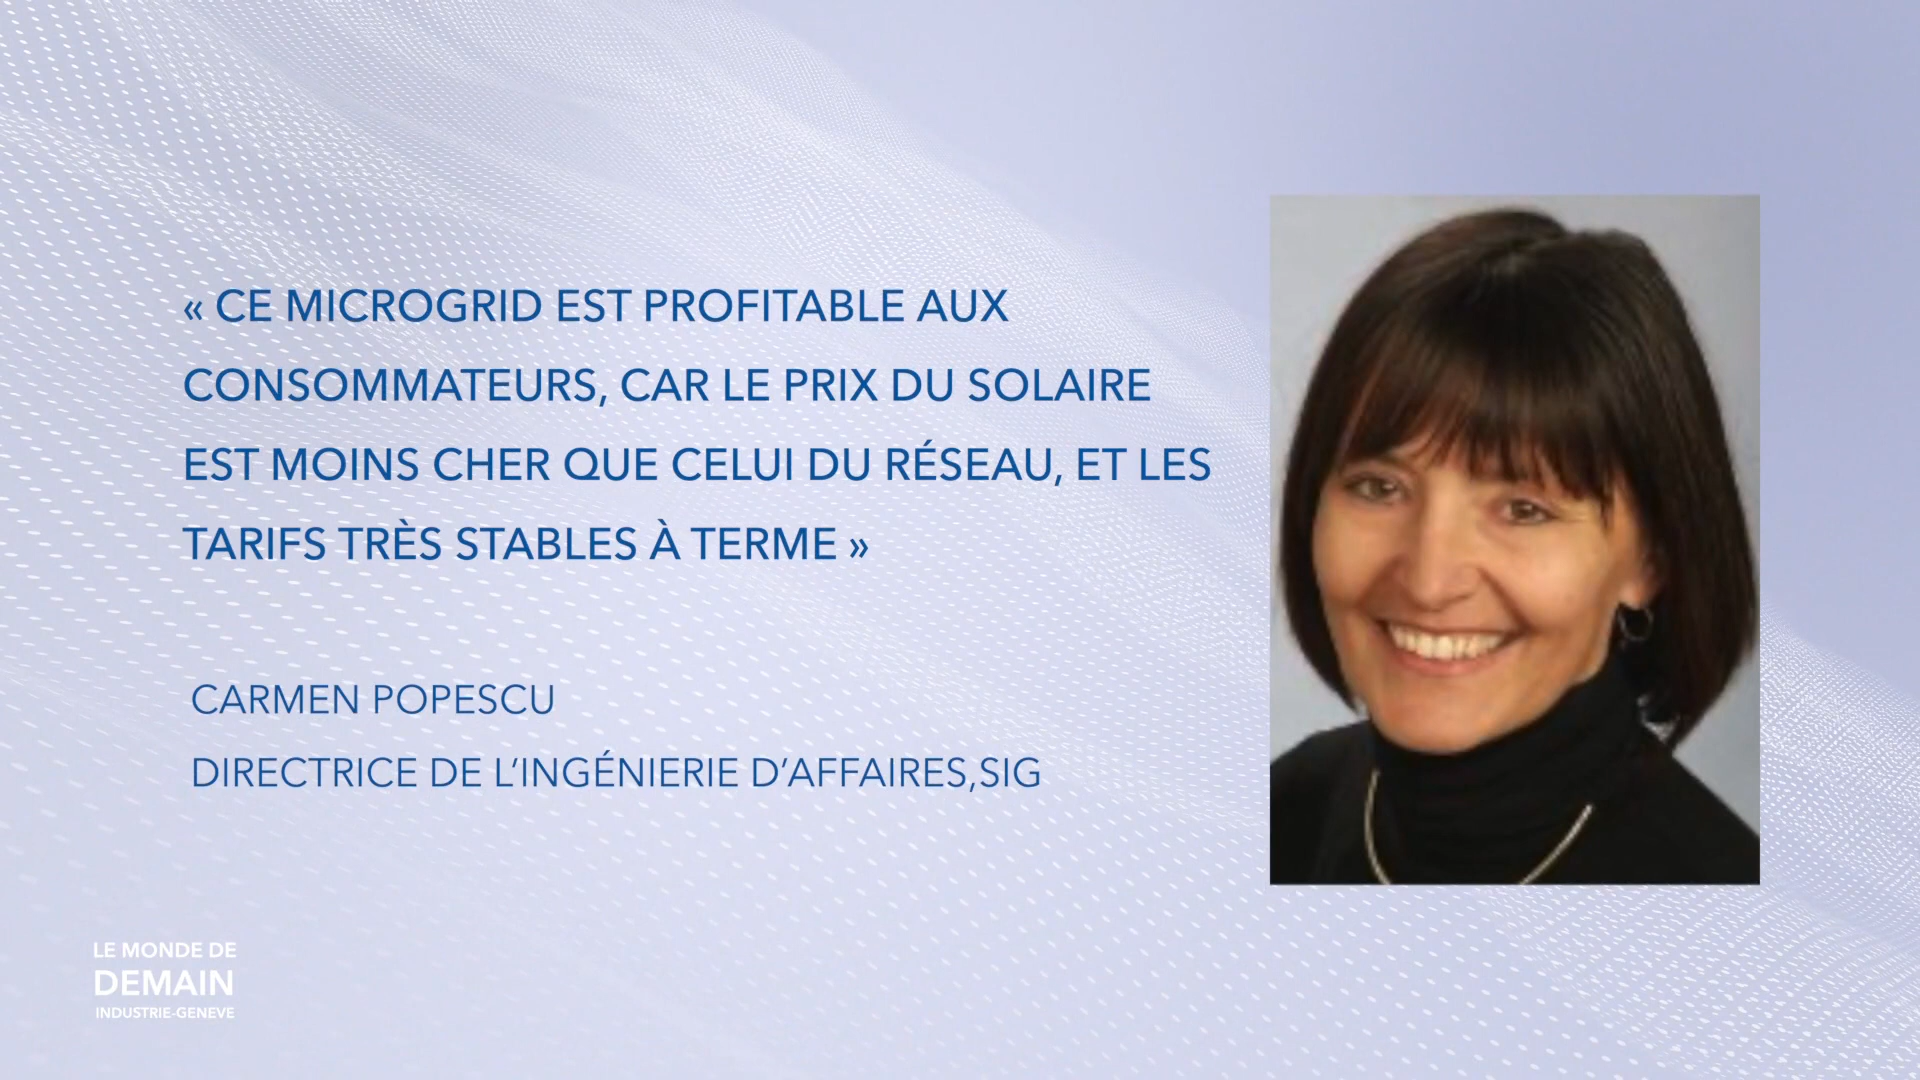 « CE MICROGRID EST PROFITABLE AUX
CONSOMMATEURS, CAR LE PRIX DU SOLAIRE
EST MOINS CHER QUE CELUI DU RÉSEAU, ET LES
TARIFS TRÈS STABLES À TERME »
CARMEN POPESCU
DIRECTRICE DE L‘INGÉNIERIE D’AFFAIRES,SIG
LE MONDE DE
DEMAIN
INDUSTRIE-GENEVE